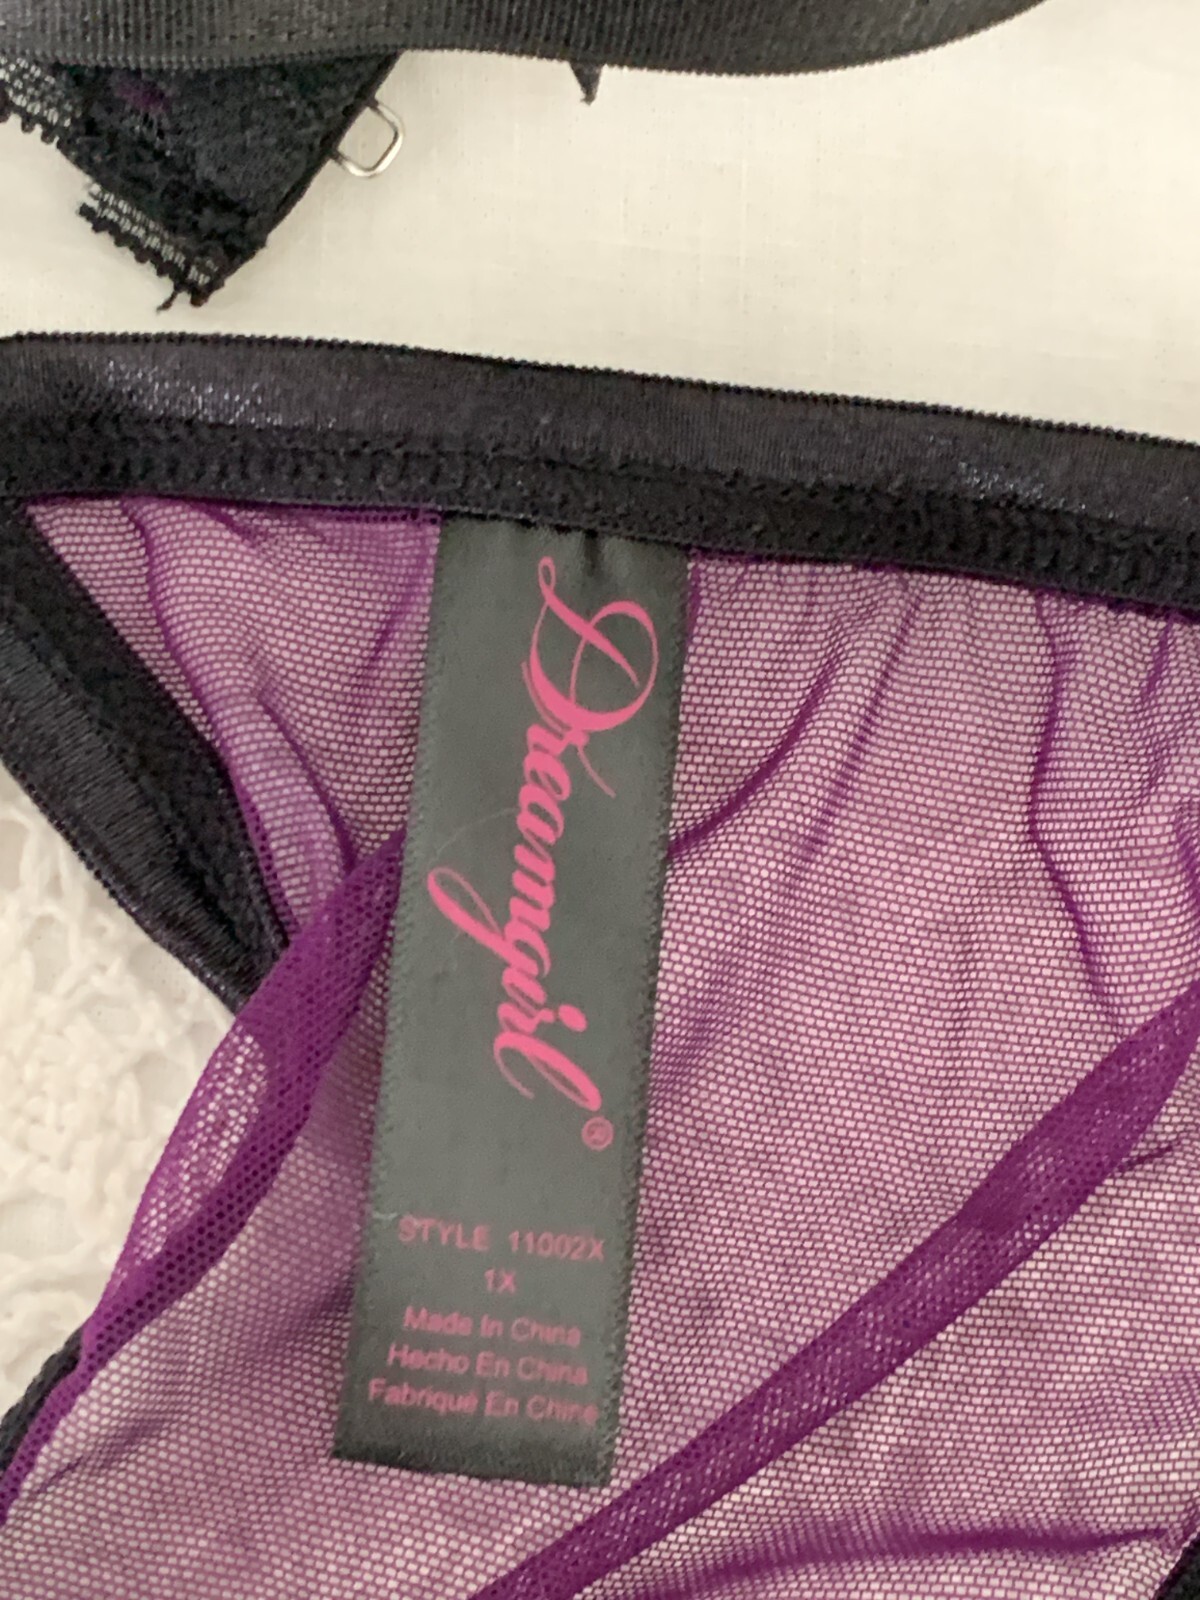 Dreamgirl®
STYLE 11002X
1X
Made In China
Hecho En China
Fabriqué En Chine